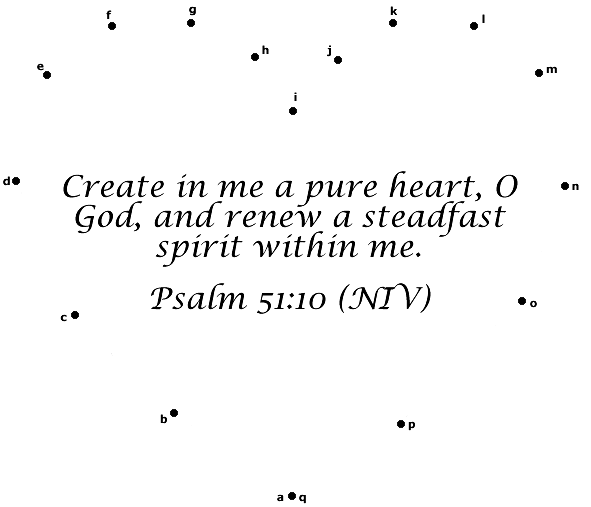 g
k
f
l
h
j
e
m
i
d
Create in me a pure heart, O
n
God, and renew a steadfast
spirit within me.
Psalm 51:10 (NIV)
o
c
b
p
a q